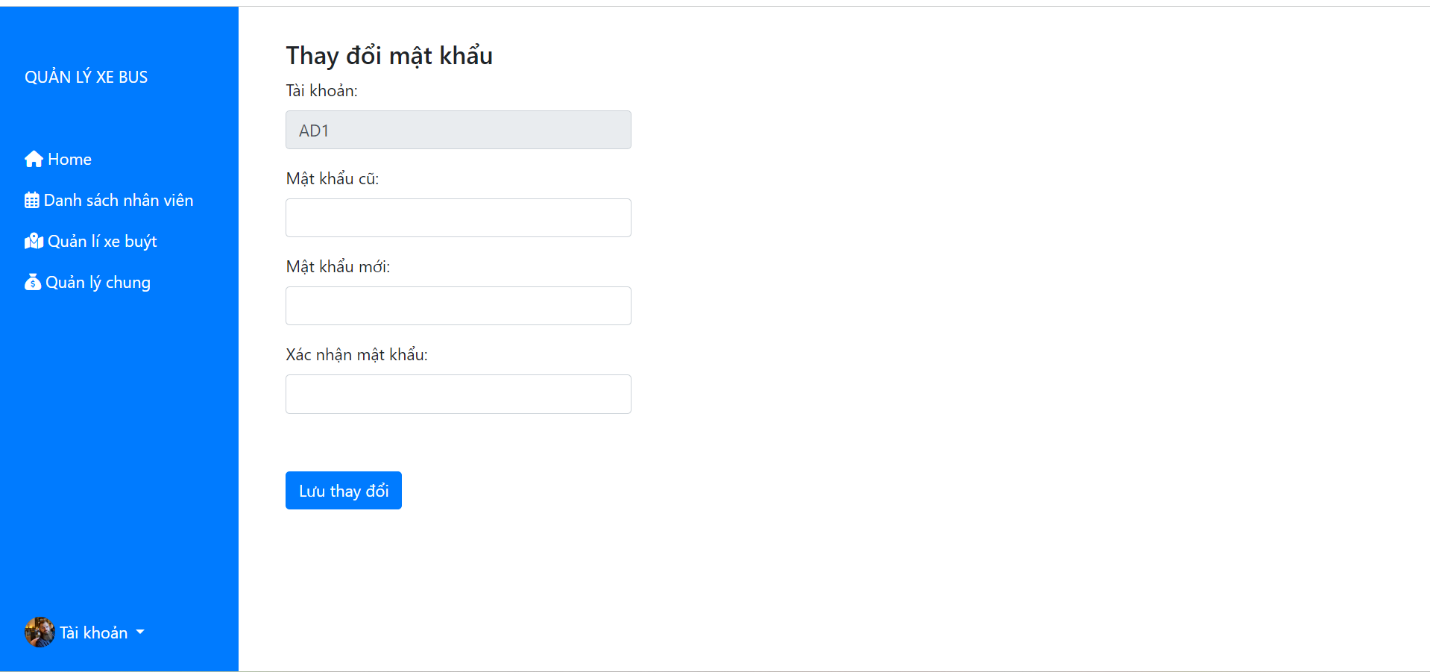 QUẢN LÝ XE BUS
Home
Danh sách nhân viên
Quản lí xe buýt
Quản lý chung
Tài khoản
Thay đổi mật khẩu
Tài khoản:
AD1
Mật khẩu cũ:
Mật khẩu mới:
Xác nhận mật khẩu:
Lưu thay đổi